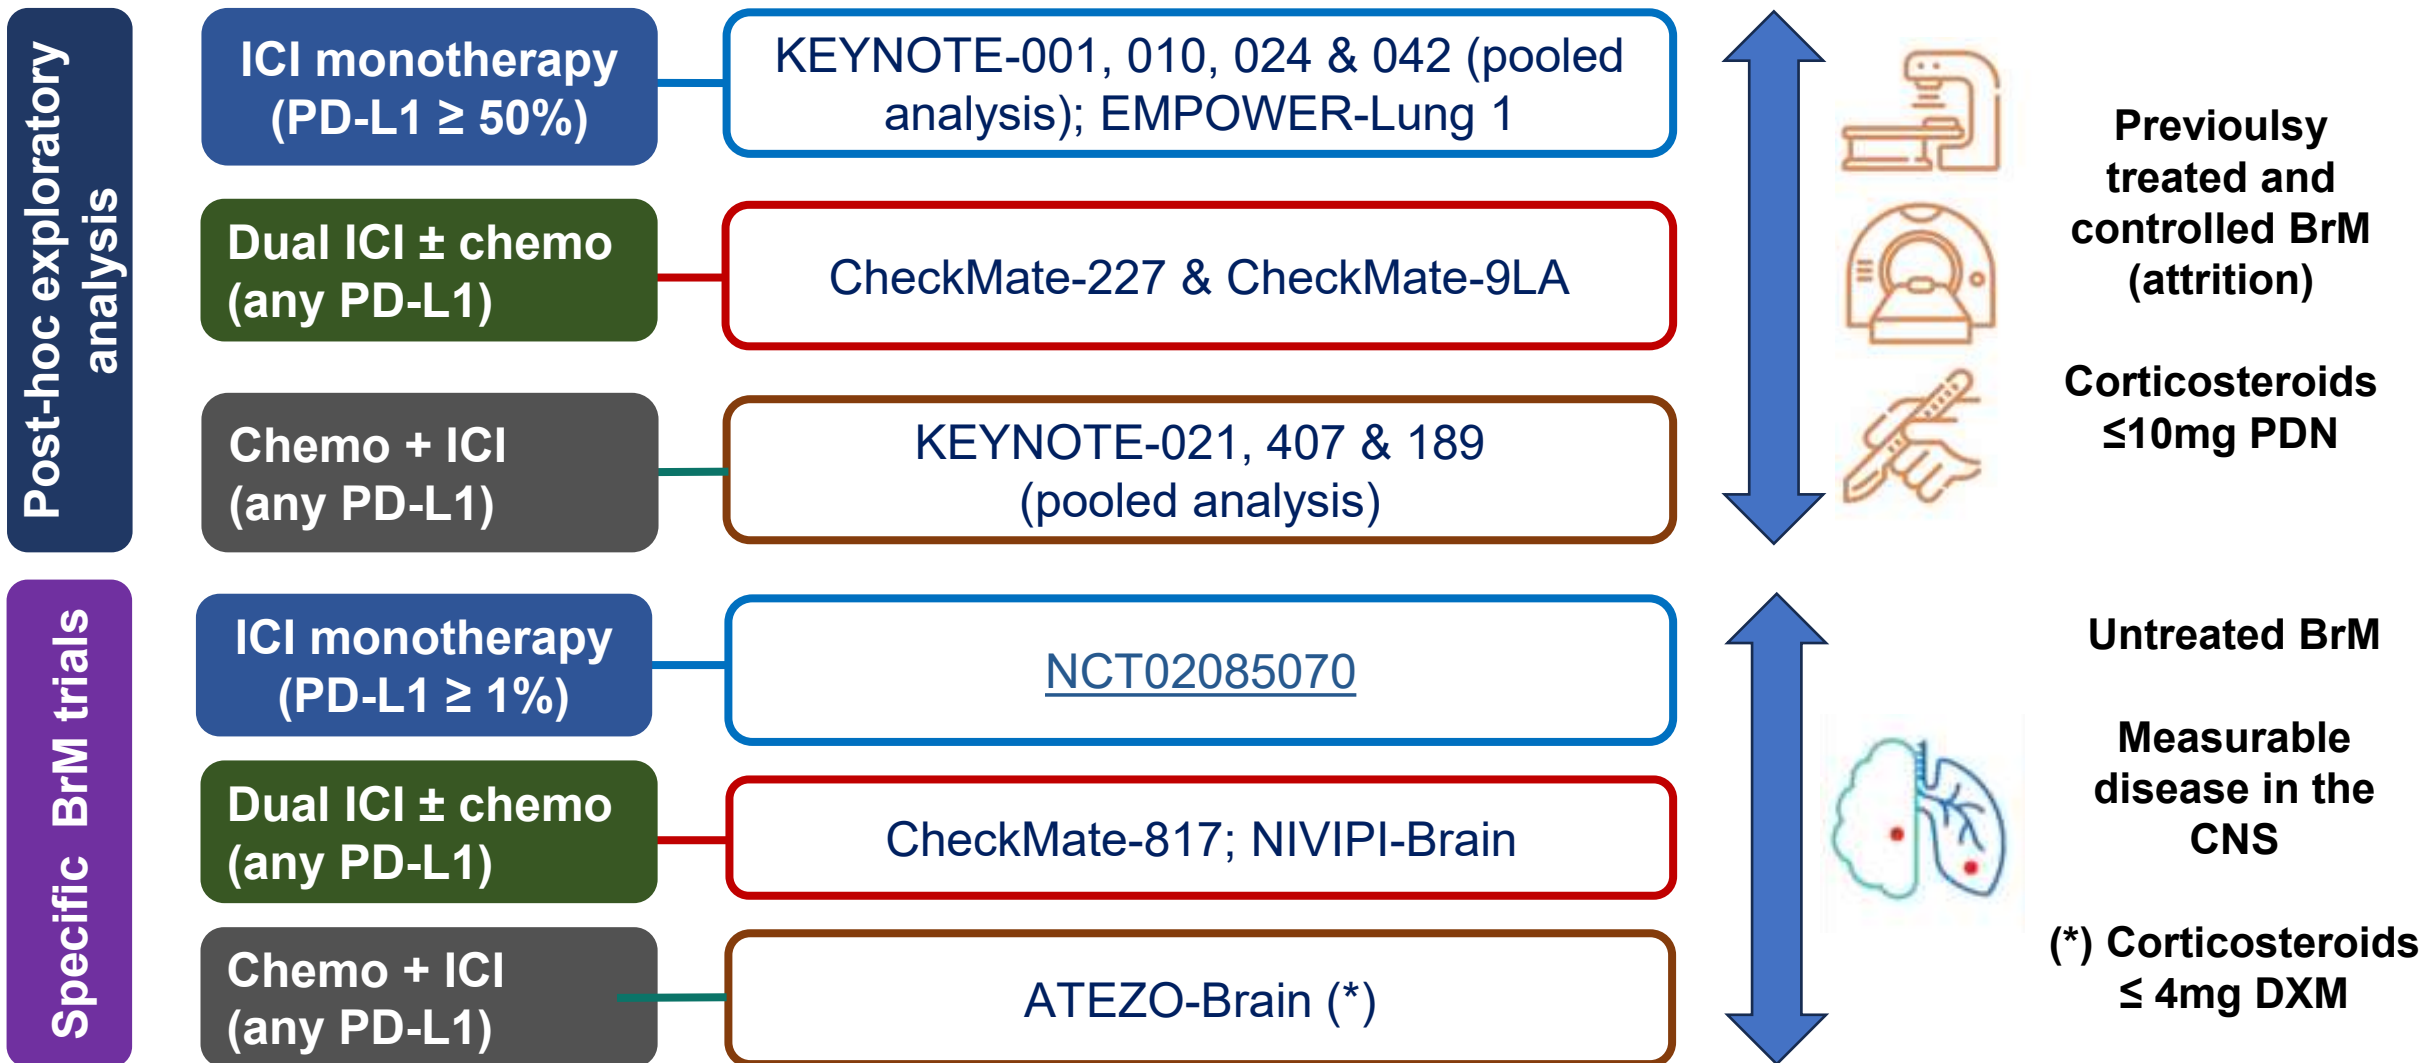 Post-hoc exploratory
analysis
ICI monotherapy
(PD-L1 ≥ 50%)
KEYNOTE-001, 010, 024 & 042 (pooled
analysis); EMPOWER-Lung 1
Dual ICI ± chemo
(any PD-L1)
CheckMate-227 & CheckMate-9LA
Chemo + ICI
(any PD-L1)
KEYNOTE-021, 407 & 189
(pooled analysis)
Previoulsy
treated and
controlled BrM
(attrition)
Corticosteroids
≤10mg PDN
Specific BrM trials
ICI monotherapy
(PD-L1 ≥ 1%)
NCT02085070
Dual ICI ± chemo
(any PD-L1)
CheckMate-817; NIVIPI-Brain
Chemo + ICI
(any PD-L1)
ATEZO-Brain (*)
Untreated BrM
Measurable
disease in the
CNS
(*) Corticosteroids
≤ 4mg DXM